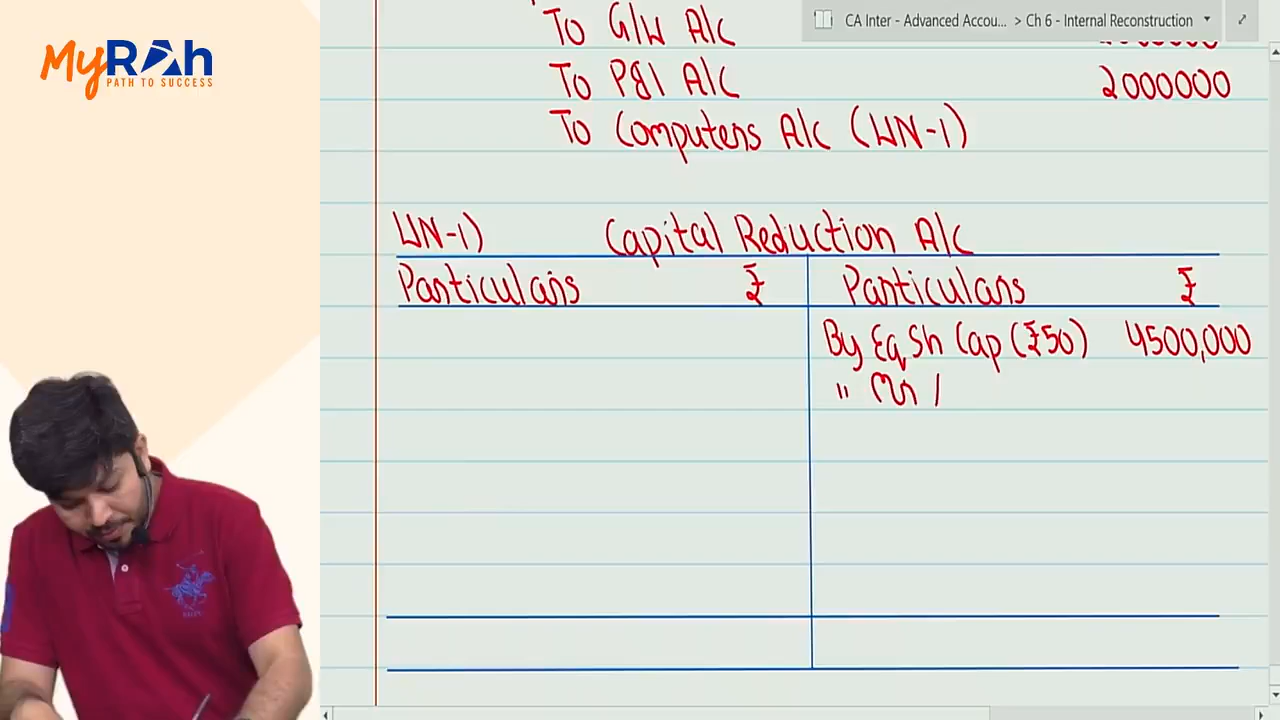 MyRAh
PATH TO SUCCESS
CA Inter - Advanced Accou... > Ch 6 - Internal Reconstruction
To G/W A/c
To P&l A/c 2000000
To Computers A/c (WN-1)
WN-1) Capital Reduction A/c
Particulars ₹ Particulars ₹
By Eq Sh Cap (₹50) 4500,000
" Mr